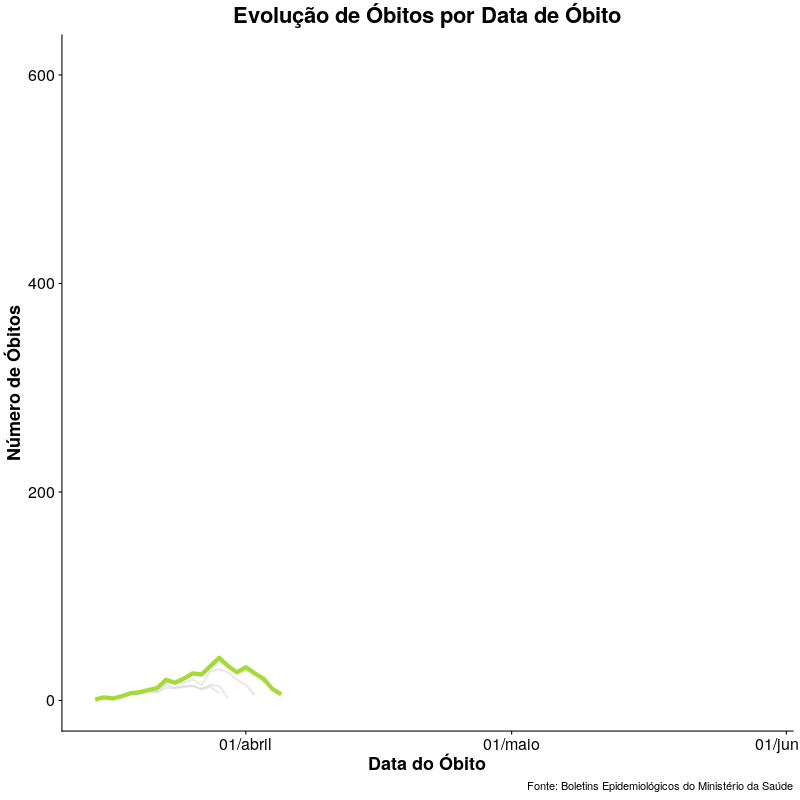 Evolução de Óbitos por Data de Óbito
Número de Óbitos
600
400
200
0
01/abril
01/maio
01/jun
Data do Óbito
Fonte: Boletins Epidemiológicos do Ministério da Saúde